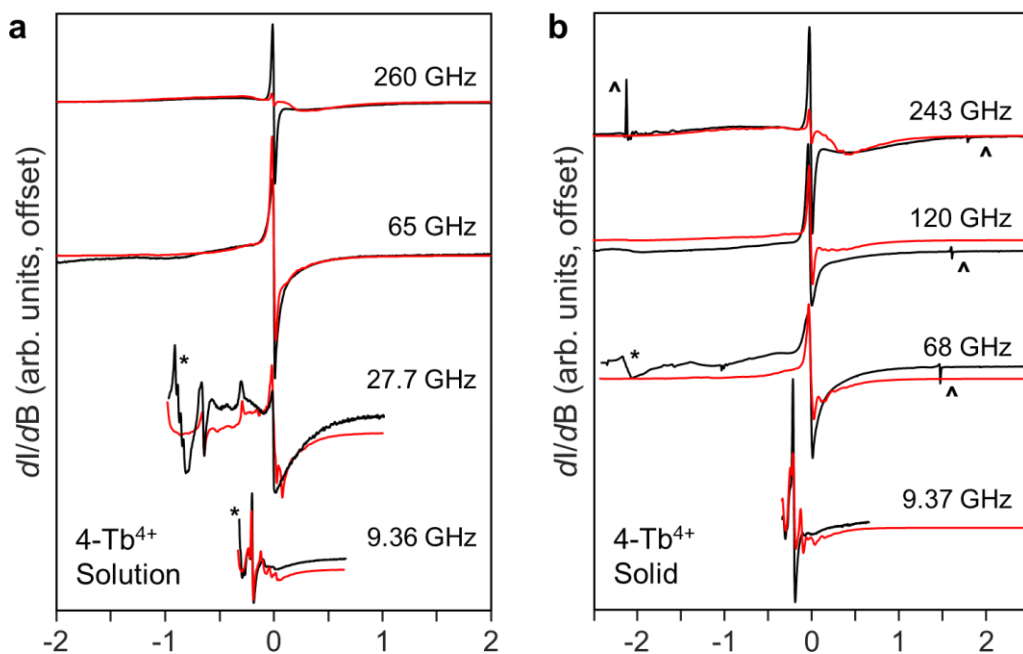 a
260 GHz
65 GHz
27.7 GHz
*
9.36 GHz
*
4-Tb⁴⁺
Solution
dI/dB (arb. units, offset)
-2 -1 0 1 2
b
^
243 GHz
^
120 GHz
^
68 GHz
*
^
9.37 GHz
4-Tb⁴⁺
Solid
dI/dB (arb. units, offset)
-2 -1 0 1 2